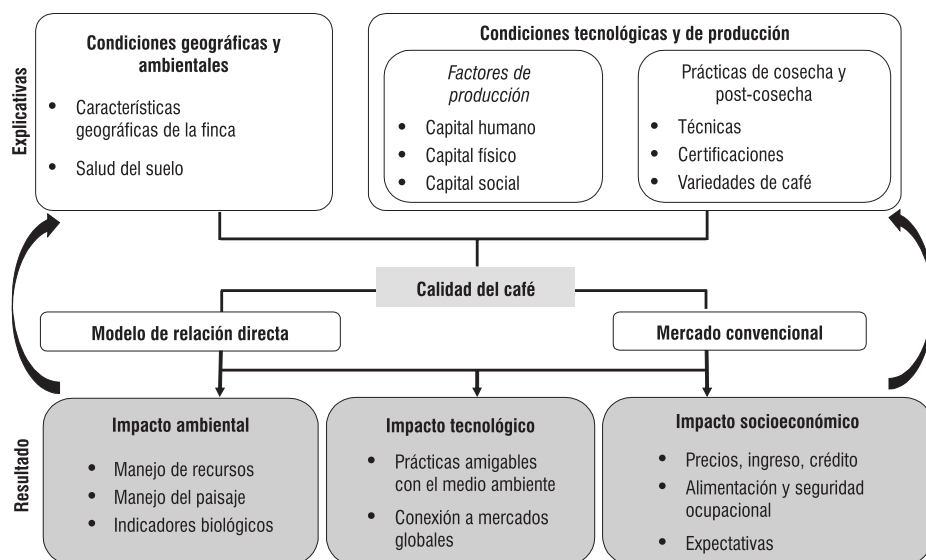 Explicativas
Condiciones geográficas y
ambientales
• Características
geográficas de la finca
• Salud del suelo
Condiciones tecnológicas y de producción
Factores de
producción
• Capital humano
• Capital físico
• Capital social
Prácticas de cosecha y
post-cosecha
• Técnicas
• Certificaciones
• Variedades de café
Calidad del café
Modelo de relación directa
Mercado convencional
Resultado
Impacto ambiental
• Manejo de recursos
• Manejo del paisaje
• Indicadores biológicos
Impacto tecnológico
• Prácticas amigables
con el medio ambiente
• Conexión a mercados
globales
Impacto socioeconómico
• Precios, ingreso, crédito
• Alimentación y seguridad
ocupacional
• Expectativas